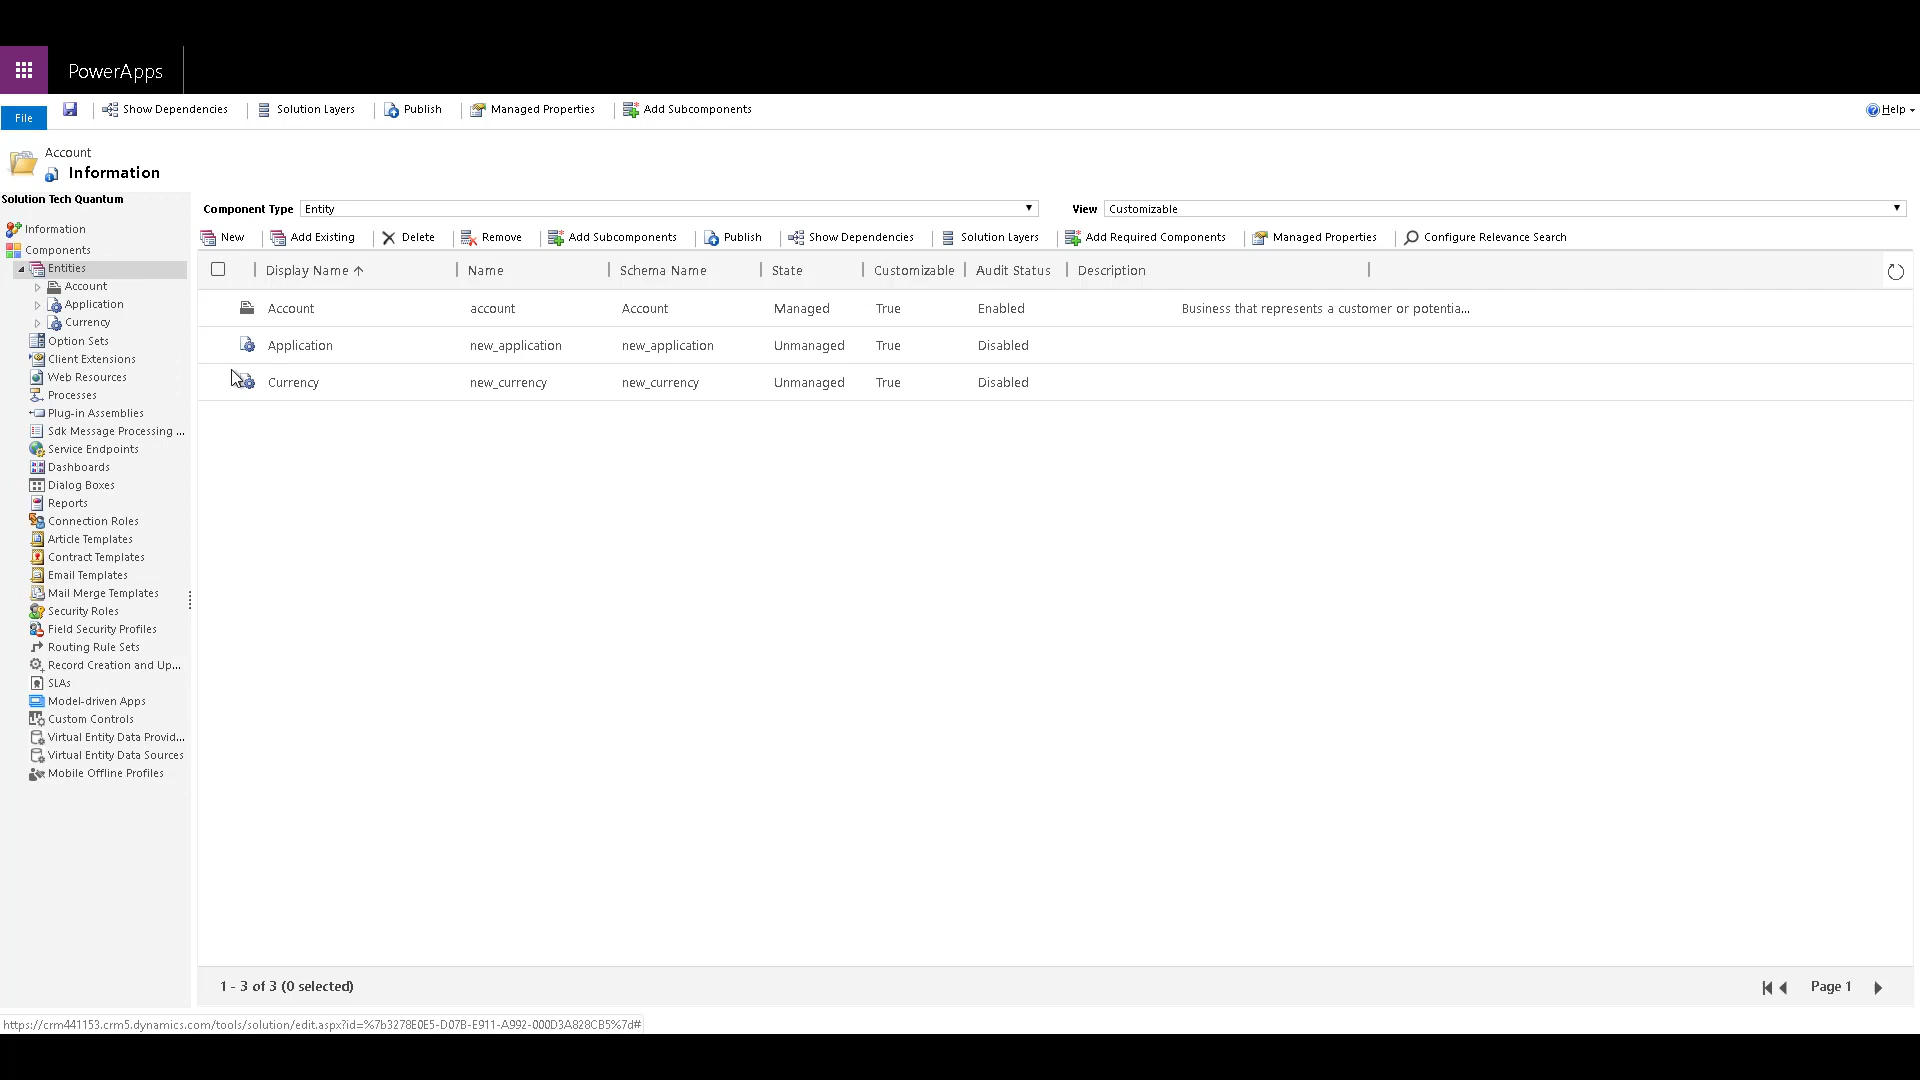 PowerApps
File
Show Dependencies Solution Layers Publish Managed Properties Add Subcomponents
Help
Account
Information
Solution Tech Quantum
Information
Components
Entities
Account
Application
Currency
Option Sets
Client Extensions
Web Resources
Processes
Plug-in Assemblies
Sdk Message Processing ...
Service Endpoints
Dashboards
Dialog Boxes
Reports
Connection Roles
Article Templates
Contract Templates
Email Templates
Mail Merge Templates
Security Roles
Field Security Profiles
Routing Rule Sets
Record Creation and Up...
SLAs
Model-driven Apps
Custom Controls
Virtual Entity Data Provid...
Virtual Entity Data Sources
Mobile Offline Profiles
Component Type Entity View Customizable
New Add Existing Delete Remove Add Subcomponents Publish Show Dependencies Solution Layers Add Required Components Managed Properties Configure Relevance Search
Display Name Name Schema Name State Customizable Audit Status Description
Account account Account Managed True Enabled Business that represents a customer or potentia...
Application new_application new_application Unmanaged True Disabled
Currency new_currency new_currency Unmanaged True Disabled
1 - 3 of 3 (0 selected) Page 1
https://crm441153.crm5.dynamics.com/tools/solution/edit.aspx?id=%7b3278E0E5-D07B-E911-A992-000D3A828CB5%7d#